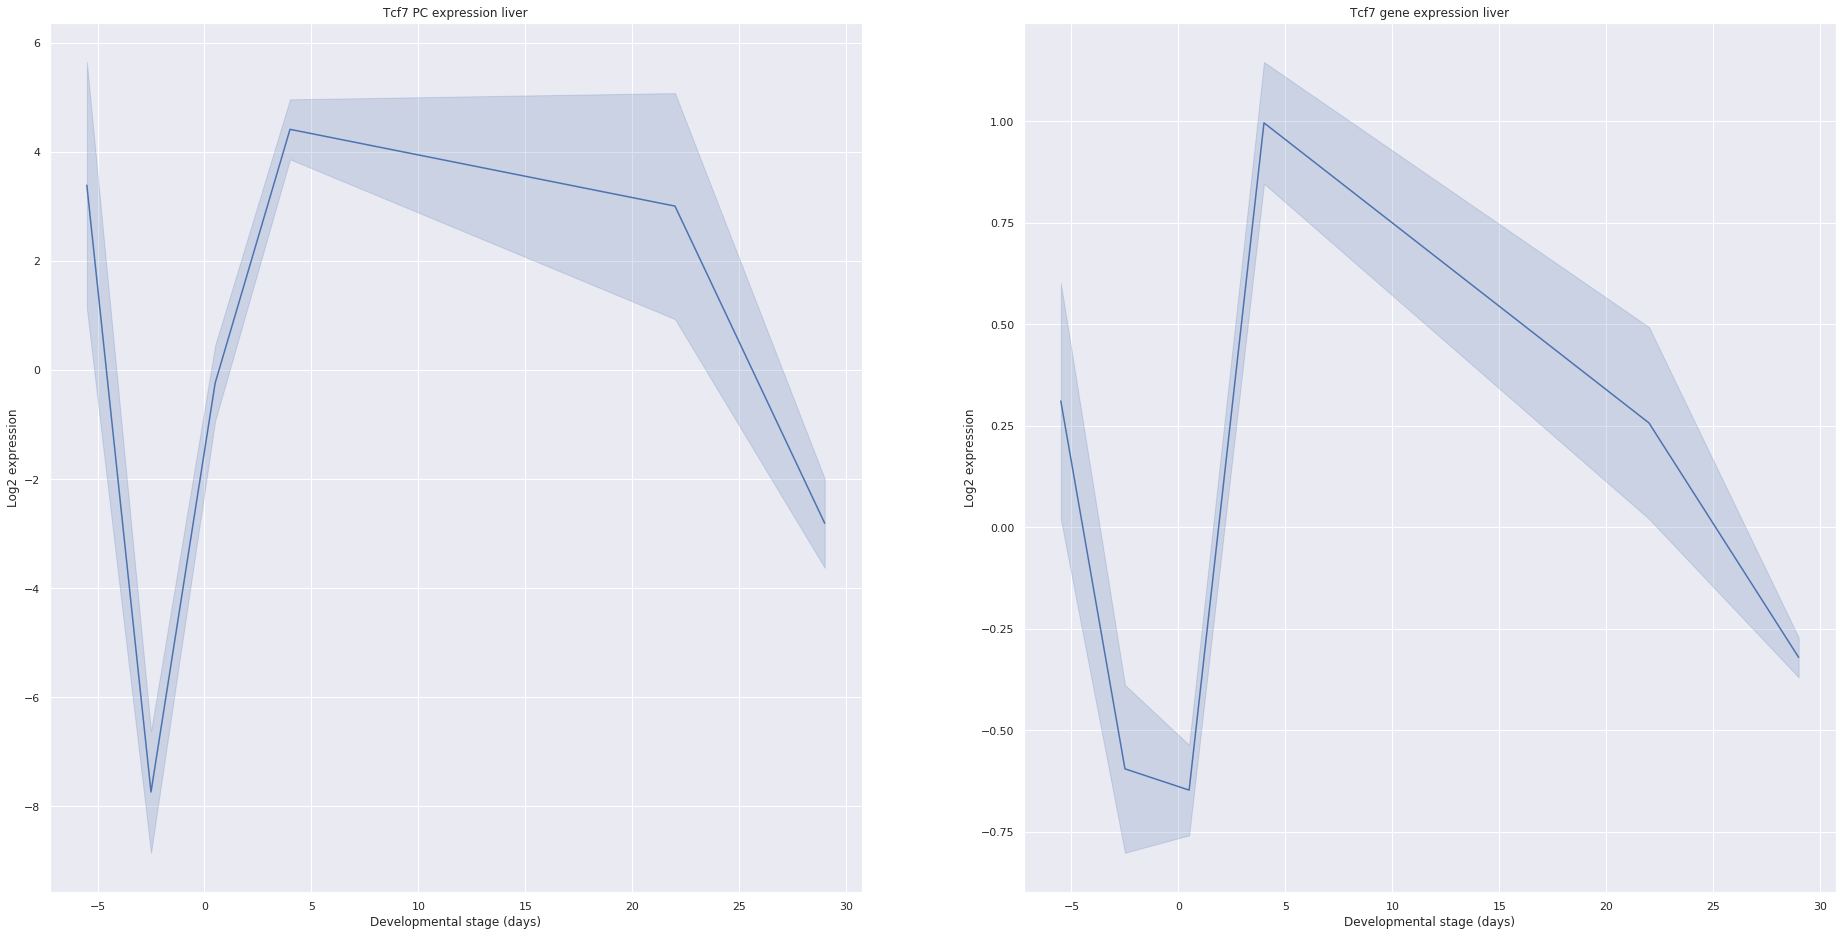 Tcf7 PC expression liver
6
4
2
0
−2
−4
−6
−8
Log2 expression
−5 0 5 10 15 20 25 30
Developmental stage (days)
Tcf7 gene expression liver
1.00
0.75
0.50
0.25
0.00
−0.25
−0.50
−0.75
Log2 expression
−5 0 5 10 15 20 25 30
Developmental stage (days)